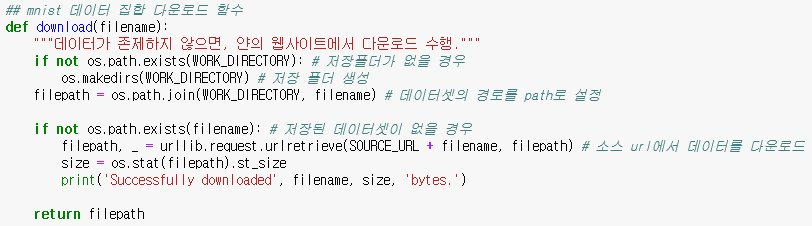 ## mnist 데이터 집합 다운로드 함수
def download(filename):
    """데이터가 존재하지 않으면, 얀의 웹사이트에서 다운로드 수행."""
    if not os.path.exists(WORK_DIRECTORY): # 저장폴더가 없을 경우
        os.makedirs(WORK_DIRECTORY) # 저장 폴더 생성
    filepath = os.path.join(WORK_DIRECTORY, filename) # 데이터셋의 경로를 path로 설정

    if not os.path.exists(filename): # 저장된 데이터셋이 없을 경우
        filepath, _ = urllib.request.urlretrieve(SOURCE_URL + filename, filepath) # 소스 url에서 데이터를 다운로드
        size = os.stat(filepath).st_size
        print('Successfully downloaded', filename, size, 'bytes.')

    return filepath